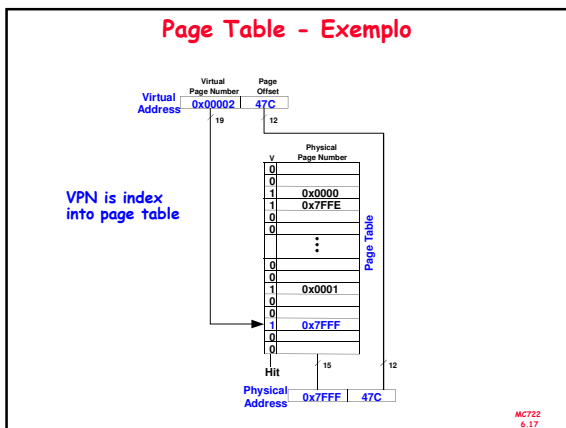 Page Table - Exemplo
Virtual
Page Number
Page
Offset
Virtual
Address
0x00002
47C
19
12
Physical
Page Number
V
0
0
1
0x0000
1
0x7FFE
0
0
0
0
1
0x0001
0
0
1
0x7FFF
0
0
VPN is index
into page table
Page Table
Hit
15
12
Physical
Address
0x7FFF
47C
MC722
6.17